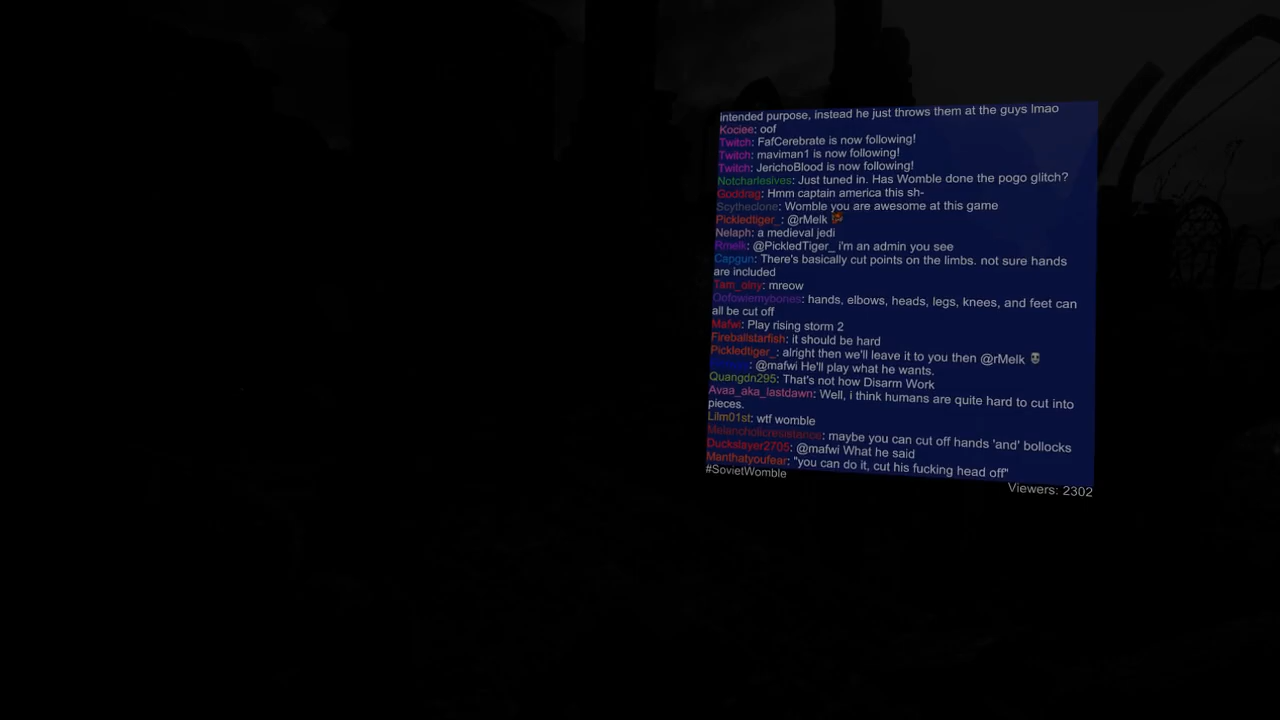 intended purpose, instead he just throws them at the guys lmao
Kociee: oof
Twitch: FafCerebrate is now following!
Twitch: maviman1 is now following!
Twitch: JerichoBlood is now following!
Notcharlesives: Just tuned in. Has Womble done the pogo glitch?
Goddrag: Hmm captain america this sh-
Scytheclone: Womble you are awesome at this game
Pickledtiger_: @rMelk
Nelaph: a medieval jedi
Rmelk: @PickledTiger_ i'm an admin you see
Capgun: There's basically cut points on the limbs. not sure hands
are included
Tam_olny: mreow
Oofowiemybones: hands, elbows, heads, legs, knees, and feet can
all be cut off
Mafwi: Play rising storm 2
Fireballstarfish: it should be hard
Pickledtiger_: alright then we'll leave it to you then @rMelk
: @mafwi He'll play what he wants.
Quangdn295: That's not how Disarm Work
Avaa_aka_lastdawn: Well, i think humans are quite hard to cut into
pieces.
Lilm01st: wtf womble
Melancholicresistance: maybe you can cut off hands 'and' bollocks
Duckslayer2705: @mafwi What he said
Manthatyoufear: "you can do it, cut his fucking head off"
#SovietWomble
Viewers: 2302